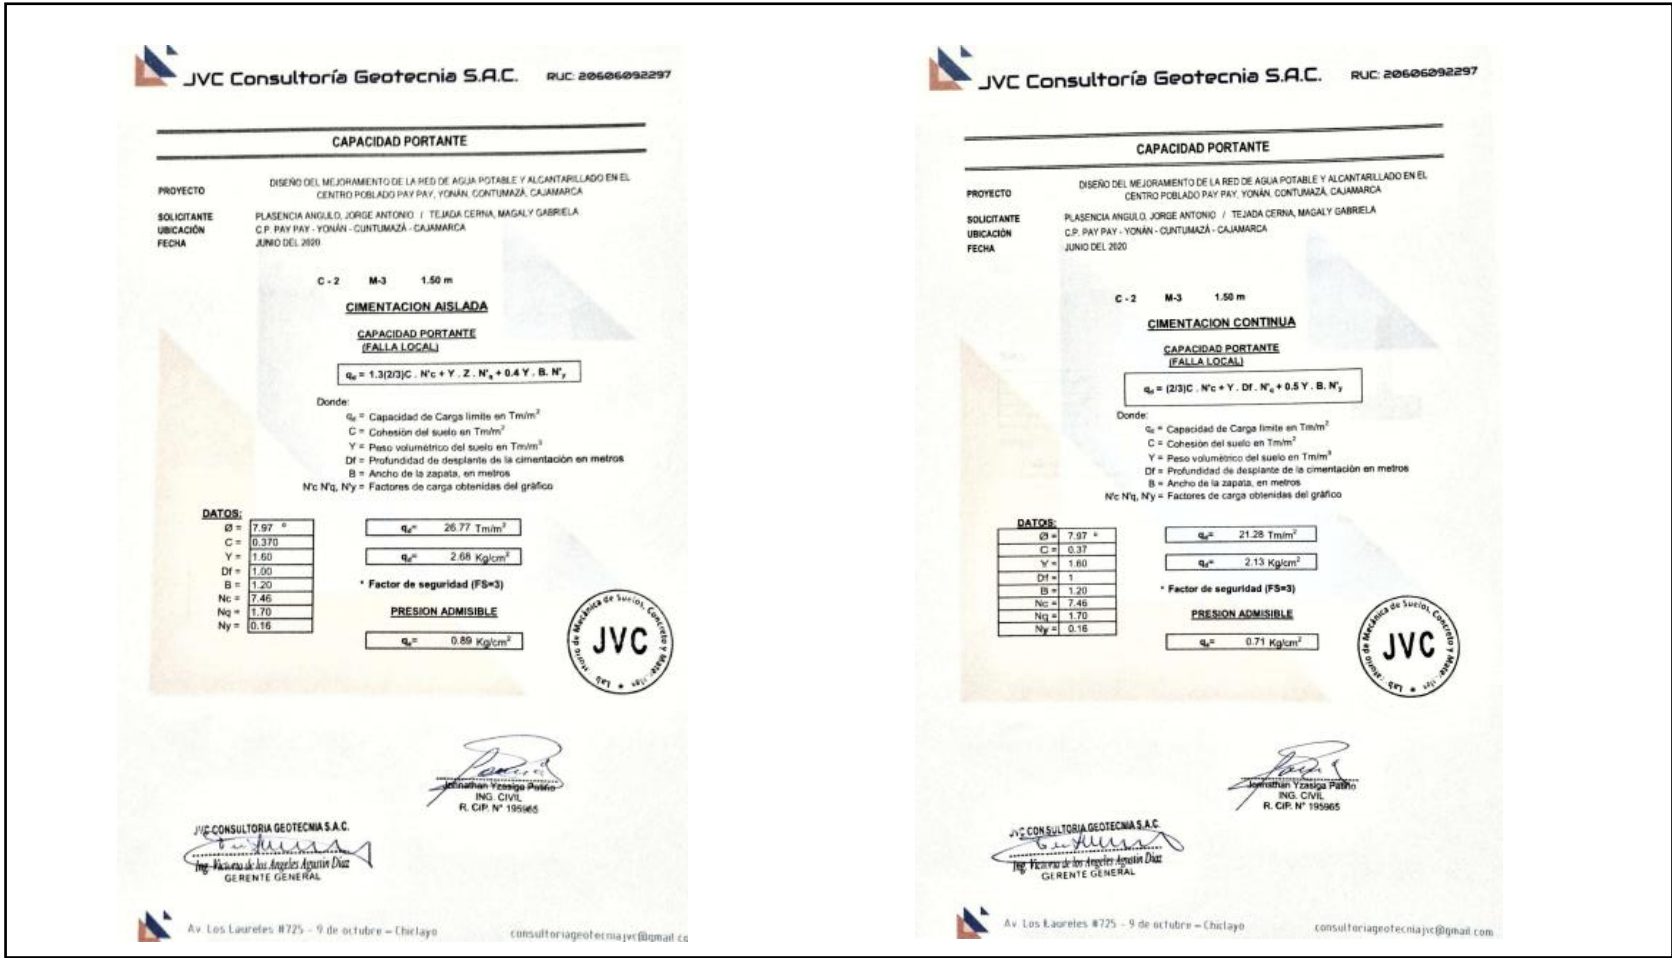 JVC Consultoría Geotecnia S.A.C. RUC: 20606092297
CAPACIDAD PORTANTE
PROYECTO DISEÑO DEL MEJORAMIENTO DE LA RED DE AGUA POTABLE Y ALCANTARILLADO EN EL
CENTRO POBLADO PAY PAY, YONÁN, CONTUMAZÁ, CAJAMARCA
SOLICITANTE PLASENCIA ANGULO, JORGE ANTONIO / TEJADA CERNA, MAGALY GABRIELA
UBICACIÓN C.P. PAY PAY - YONÁN - CUNTUMAZÁ - CAJAMARCA
FECHA JUNIO DEL 2020
C - 2 M-3 1.50 m
CIMENTACION AISLADA
CAPACIDAD PORTANTE
(FALLA LOCAL)
qd = 1.3(2/3)C . N'c + Y . Z . N'q + 0.4 Y . B. N'y
Donde:
qd = Capacidad de Carga limite en Tm/m²
C = Cohesión del suelo en Tm/m²
Y = Peso volumétrico del suelo en Tm/m³
Df = Profundidad de desplante de la cimentación en metros
B = Ancho de la zapata, en metros
N'c N'q, N'y = Factores de carga obtenidas del gráfico
DATOS:
Ø = 7.97 °
C = 0.370
Y = 1.60
Df = 1.00
B = 1.20
Nc = 7.46
Nq = 1.70
Ny = 0.16
qd= 26.77 Tm/m²
qd= 2.68 Kg/cm²
* Factor de seguridad (FS=3)
PRESION ADMISIBLE
qa= 0.89 Kg/cm²
JVC
Johnathan Yzasiga Patiño
ING. CIVIL
R. CIP. N° 195965
JVC CONSULTORIA GEOTECNIA S.A.C.
Ing. Victoria de los Angeles Agustin Diaz
GERENTE GENERAL
Av. Los Laureles #725 - 9 de octubre – Chiclayo consultoriageotecniajvc@gmail.co
JVC Consultoría Geotecnia S.A.C. RUC: 20606092297
CAPACIDAD PORTANTE
PROYECTO DISEÑO DEL MEJORAMIENTO DE LA RED DE AGUA POTABLE Y ALCANTARILLADO EN EL
CENTRO POBLADO PAY PAY, YONÁN, CONTUMAZÁ, CAJAMARCA
SOLICITANTE PLASENCIA ANGULO, JORGE ANTONIO / TEJADA CERNA, MAGALY GABRIELA
UBICACIÓN C.P. PAY PAY - YONÁN - CUNTUMAZÁ - CAJAMARCA
FECHA JUNIO DEL 2020
C - 2 M-3 1.50 m
CIMENTACION CONTINUA
CAPACIDAD PORTANTE
(FALLA LOCAL)
qd = (2/3)C . N'c + Y . Df . N'q + 0.5 Y . B. N'y
Donde:
qd = Capacidad de Carga limite en Tm/m²
C = Cohesión del suelo en Tm/m²
Y = Peso volumétrico del suelo en Tm/m³
Df = Profundidad de desplante de la cimentación en metros
B = Ancho de la zapata, en metros
N'c N'q, N'y = Factores de carga obtenidas del gráfico
DATOS:
Ø = 7.97 °
C = 0.37
Y = 1.60
Df = 1
B = 1.20
Nc = 7.46
Nq = 1.70
Ny = 0.16
qd= 21.28 Tm/m²
qd= 2.13 Kg/cm²
* Factor de seguridad (FS=3)
PRESION ADMISIBLE
qa= 0.71 Kg/cm²
JVC
Johnathan Yzasiga Patiño
ING. CIVIL
R. CIP. N° 195965
JVC CONSULTORIA GEOTECNIA S.A.C.
Ing. Victoria de los Angeles Agustin Diaz
GERENTE GENERAL
Av. Los Laureles #725 - 9 de octubre – Chiclayo consultoriageotecniajvc@gmail.com